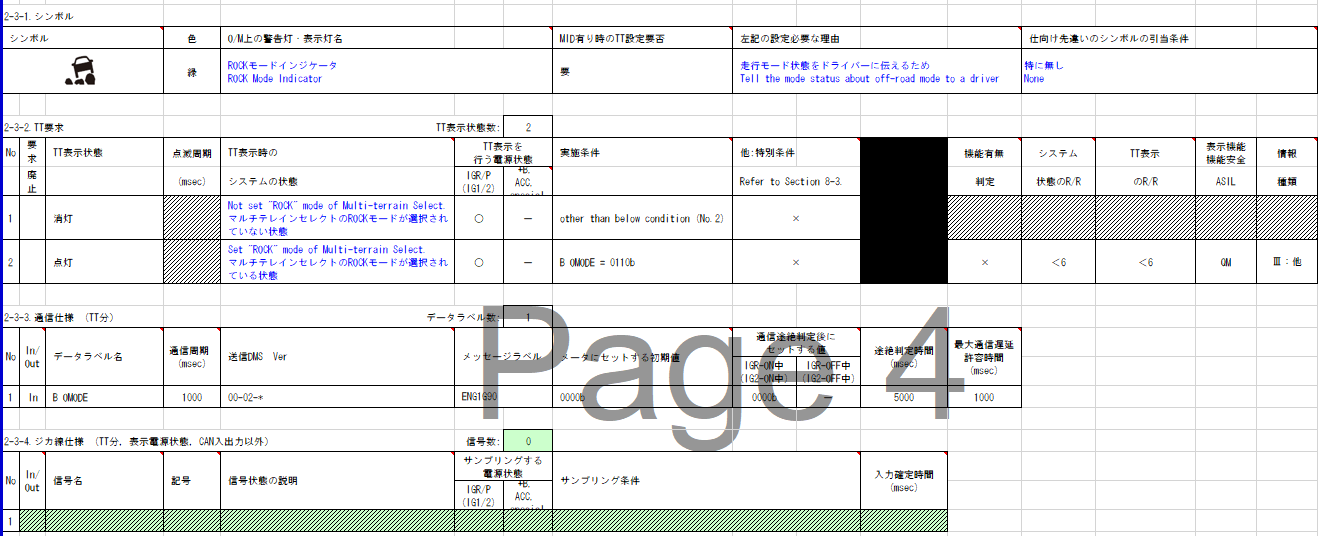 2-3-1.シンボル
シンボル 色 O/M上の警告灯・表示灯名 MID有り時のTT設定要否 左記の設定必要な理由 仕向け先違いのシンボルの引当条件
緑 ROCKモードインジケータ
ROCK Mode Indicator
要
走行モード状態をドライバーに伝えるため
Tell the mode status about off-road mode to a driver
特に無し
None
2-3-2.TT要求 TT表示状態数: 2
No 要求廃止 TT表示状態 点滅周期 (msec)
TT表示時の
システムの状態
TT表示を
行う電源状態
IGR/P
(IG1/2)
+B.
ACC.
実施条件
他:特別条件
Refer to Section 8-3.
機能有無
判定
システム
状態のR/R
TT表示
のR/R
表示機能
機能安全
ASIL
情報
種類
1 消灯
Not set "ROCK" mode of Multi-terrain Select.
マルチテレインセレクトのROCKモードが選択され
ていない状態
○ － other than below condition (No.2) ×
2 点灯
Set "ROCK" mode of Multi-terrain Select.
マルチテレインセレクトのROCKモードが選択され
ている状態
○ － B_OMODE = 0110b × × ＜6 ＜6 QM Ⅲ：他
2-3-3.通信仕様 （TT分） データラベル数: 1
No In/
Out
データラベル名
通信周期
(msec)
送信DMS Ver
メッセージラベル
メータにセットする初期値
通信途絶判定後に
セットする値
IGR-ON中
(IG2-ON中)
IGR-OFF中
(IG2-OFF中)
途絶判定時間
(msec)
最大通信遅延
許容時間
(msec)
1 In B_OMODE 1000 00-02-* ENG1G90 0000b 0000b － 5000 1000
Page 4
2-3-4.ジカ線仕様 （TT分，表示電源状態，CAN入出力以外） 信号数: 0
No In/
Out
信号名 記号 信号状態の説明
サンプリングする
電源状態
IGR/P
(IG1/2)
+B.
ACC.
サンプリング条件
入力確定時間
(msec)
1